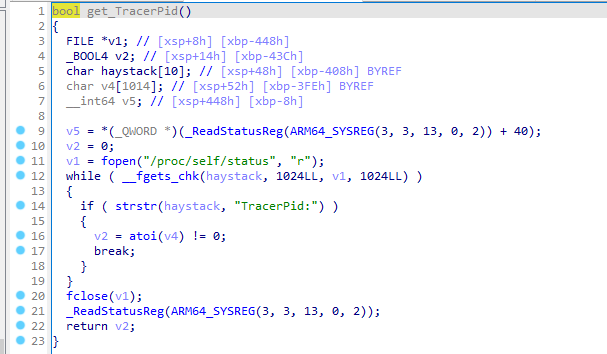 1 bool get_TracerPid()
2 {
3   FILE *v1; // [xsp+8h] [xbp-448h]
4   _BOOL4 v2; // [xsp+14h] [xbp-43Ch]
5   char haystack[10]; // [xsp+48h] [xbp-408h] BYREF
6   char v4[1014]; // [xsp+52h] [xbp-3FEh] BYREF
7   __int64 v5; // [xsp+448h] [xbp-8h]
8
9   v5 = *(_QWORD *)(_ReadStatusReg(ARM64_SYSREG(3, 3, 13, 0, 2)) + 40);
10   v2 = 0;
11   v1 = fopen("/proc/self/status", "r");
12   while ( __fgets_chk(haystack, 1024LL, v1, 1024LL) )
13   {
14     if ( strstr(haystack, "TracerPid:") )
15     {
16       v2 = atoi(v4) != 0;
17       break;
18     }
19   }
20   fclose(v1);
21   _ReadStatusReg(ARM64_SYSREG(3, 3, 13, 0, 2));
22   return v2;
23 }